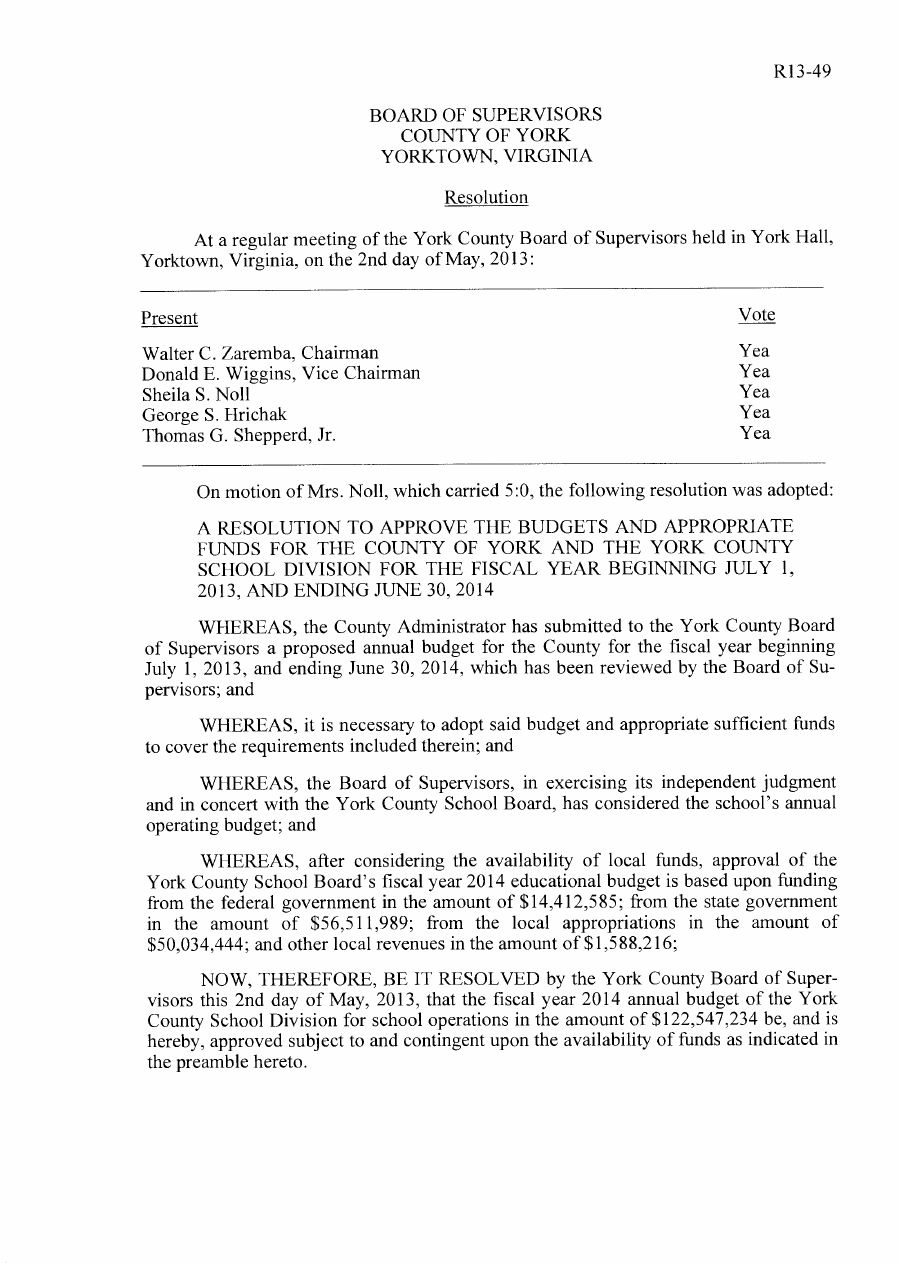 R13-49
BOARD OF SUPERVISORS
COUNTY OF YORK
YORKTOWN, VIRGINIA
Resolution
At a regular meeting of the York County Board of Supervisors held in York Hall,
Yorktown, Virginia, on the 2nd day of May, 2013:
Present Vote
Walter C. Zaremba, Chairman Yea
Donald E. Wiggins, Vice Chairman Yea
Sheila S. Noll Yea
George S. Hrichak Yea
Thomas G. Shepperd, Jr. Yea
On motion of Mrs. Noll, which carried 5:0, the following resolution was adopted:
A RESOLUTION TO APPROVE THE BUDGETS AND APPROPRIATE
FUNDS FOR THE COUNTY OF YORK AND THE YORK COUNTY
SCHOOL DIVISION FOR THE FISCAL YEAR BEGINNING JULY 1,
2013, AND ENDING JUNE 30, 2014
WHEREAS, the County Administrator has submitted to the York County Board
of Supervisors a proposed annual budget for the County for the fiscal year beginning
July 1, 2013, and ending June 30, 2014, which has been reviewed by the Board of Su-
pervisors; and
WHEREAS, it is necessary to adopt said budget and appropriate sufficient funds
to cover the requirements included therein; and
WHEREAS, the Board of Supervisors, in exercising its independent judgment
and in concert with the York County School Board, has considered the school's annual
operating budget; and
WHEREAS, after considering the availability of local funds, approval of the
York County School Board's fiscal year 2014 educational budget is based upon funding
from the federal government in the amount of $14,412,585; from the state government
in the amount of $56,511,989; from the local appropriations in the amount of
$50,034,444; and other local revenues in the amount of $1,588,216;
NOW, THEREFORE, BE IT RESOLVED by the York County Board of Super-
visors this 2nd day of May, 2013, that the fiscal year 2014 annual budget of the York
County School Division for school operations in the amount of $122,547,234 be, and is
hereby, approved subject to and contingent upon the availability of funds as indicated in
the preamble hereto.